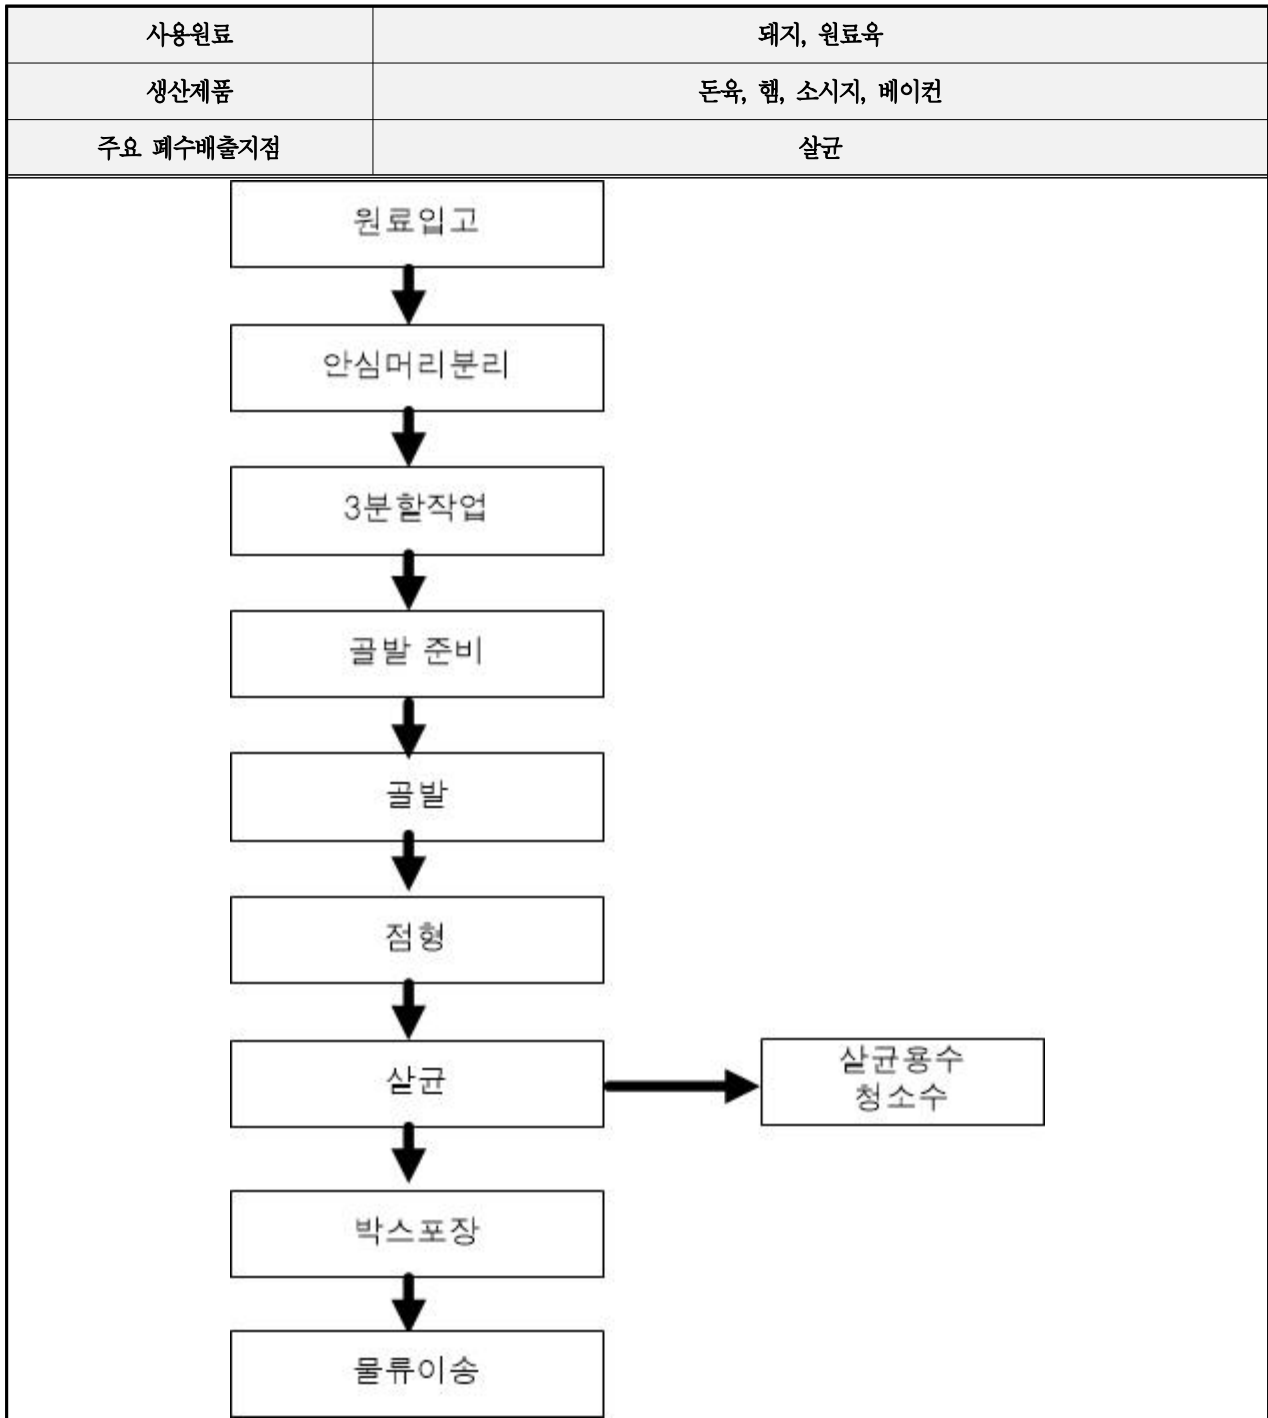 사용원료 돼지, 원료육
생산제품 돈육, 햄, 소시지, 베이컨
주요 폐수배출지점 살균
원료입고
안심머리분리
3분할작업
골발 준비
골발
점형
살균
살균용수
청소수
박스포장
물류이송